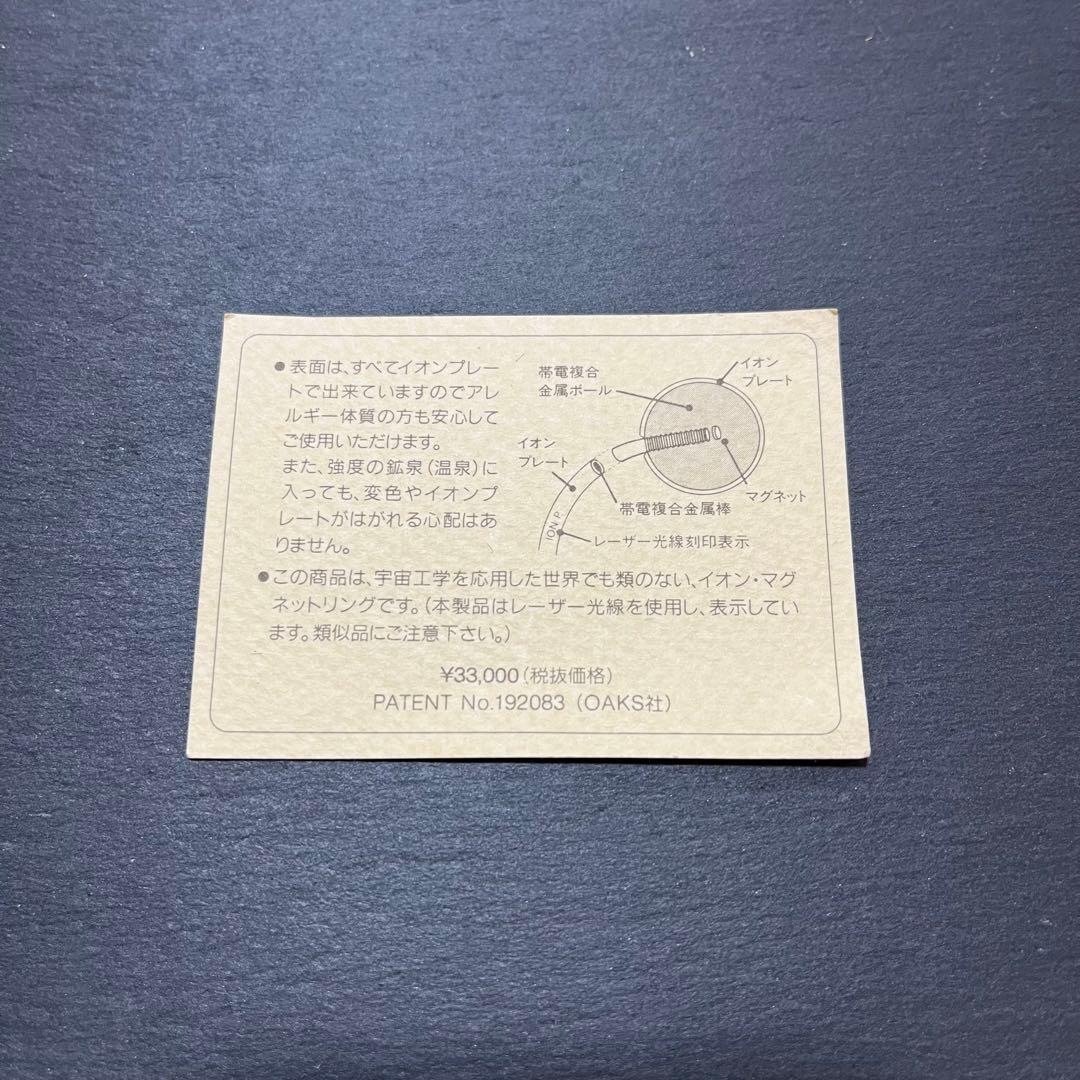 ●表面は、すべてイオンプレー
トで出来ていますのでアレ
ルギー体質の方も安心して
ご使用いただけます。
また、強度の鉱泉（温泉）に
入っても、変色やイオンプ
レートがはがれる心配はあ
りません。
帯電複合
金属ボール
イオン
プレート
イオン
プレート
マグネット
帯電複合金属棒
ION P
レーザー光線刻印表示
●この商品は、宇宙工学を応用した世界でも類のない、イオン・マグ
ネットリングです。（本製品はレーザー光線を使用し、表示してい
ます。類似品にご注意下さい。）
¥33,000（税抜価格）
PATENT No.192083（OAKS社）